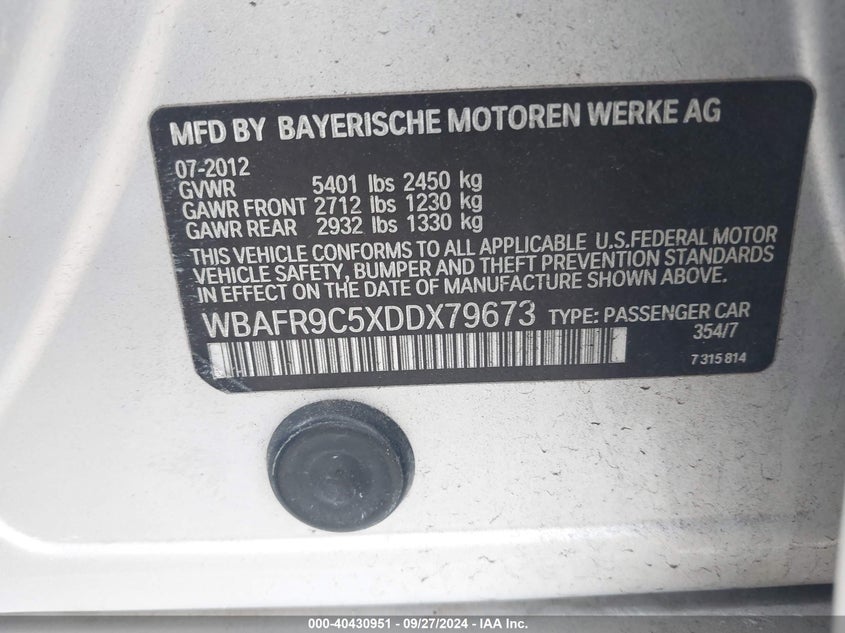 MFD BY BAYERISCHE MOTOREN WERKE AG
07-2012
GVWR 5401 lbs 2450 kg
GAWR FRONT 2712 lbs 1230 kg
GAWR REAR 2932 lbs 1330 kg
THIS VEHICLE CONFORMS TO ALL APPLICABLE U.S.FEDERAL MOTOR
VEHICLE SAFETY, BUMPER AND THEFT PREVENTION STANDARDS
IN EFFECT ON THE DATE OF MANUFACTURE SHOWN ABOVE.
WBAFR9C5XDDX79673 TYPE: PASSENGER CAR
354/7
7 315 814
000-40430951 - 09/27/2024 - IAA Inc.